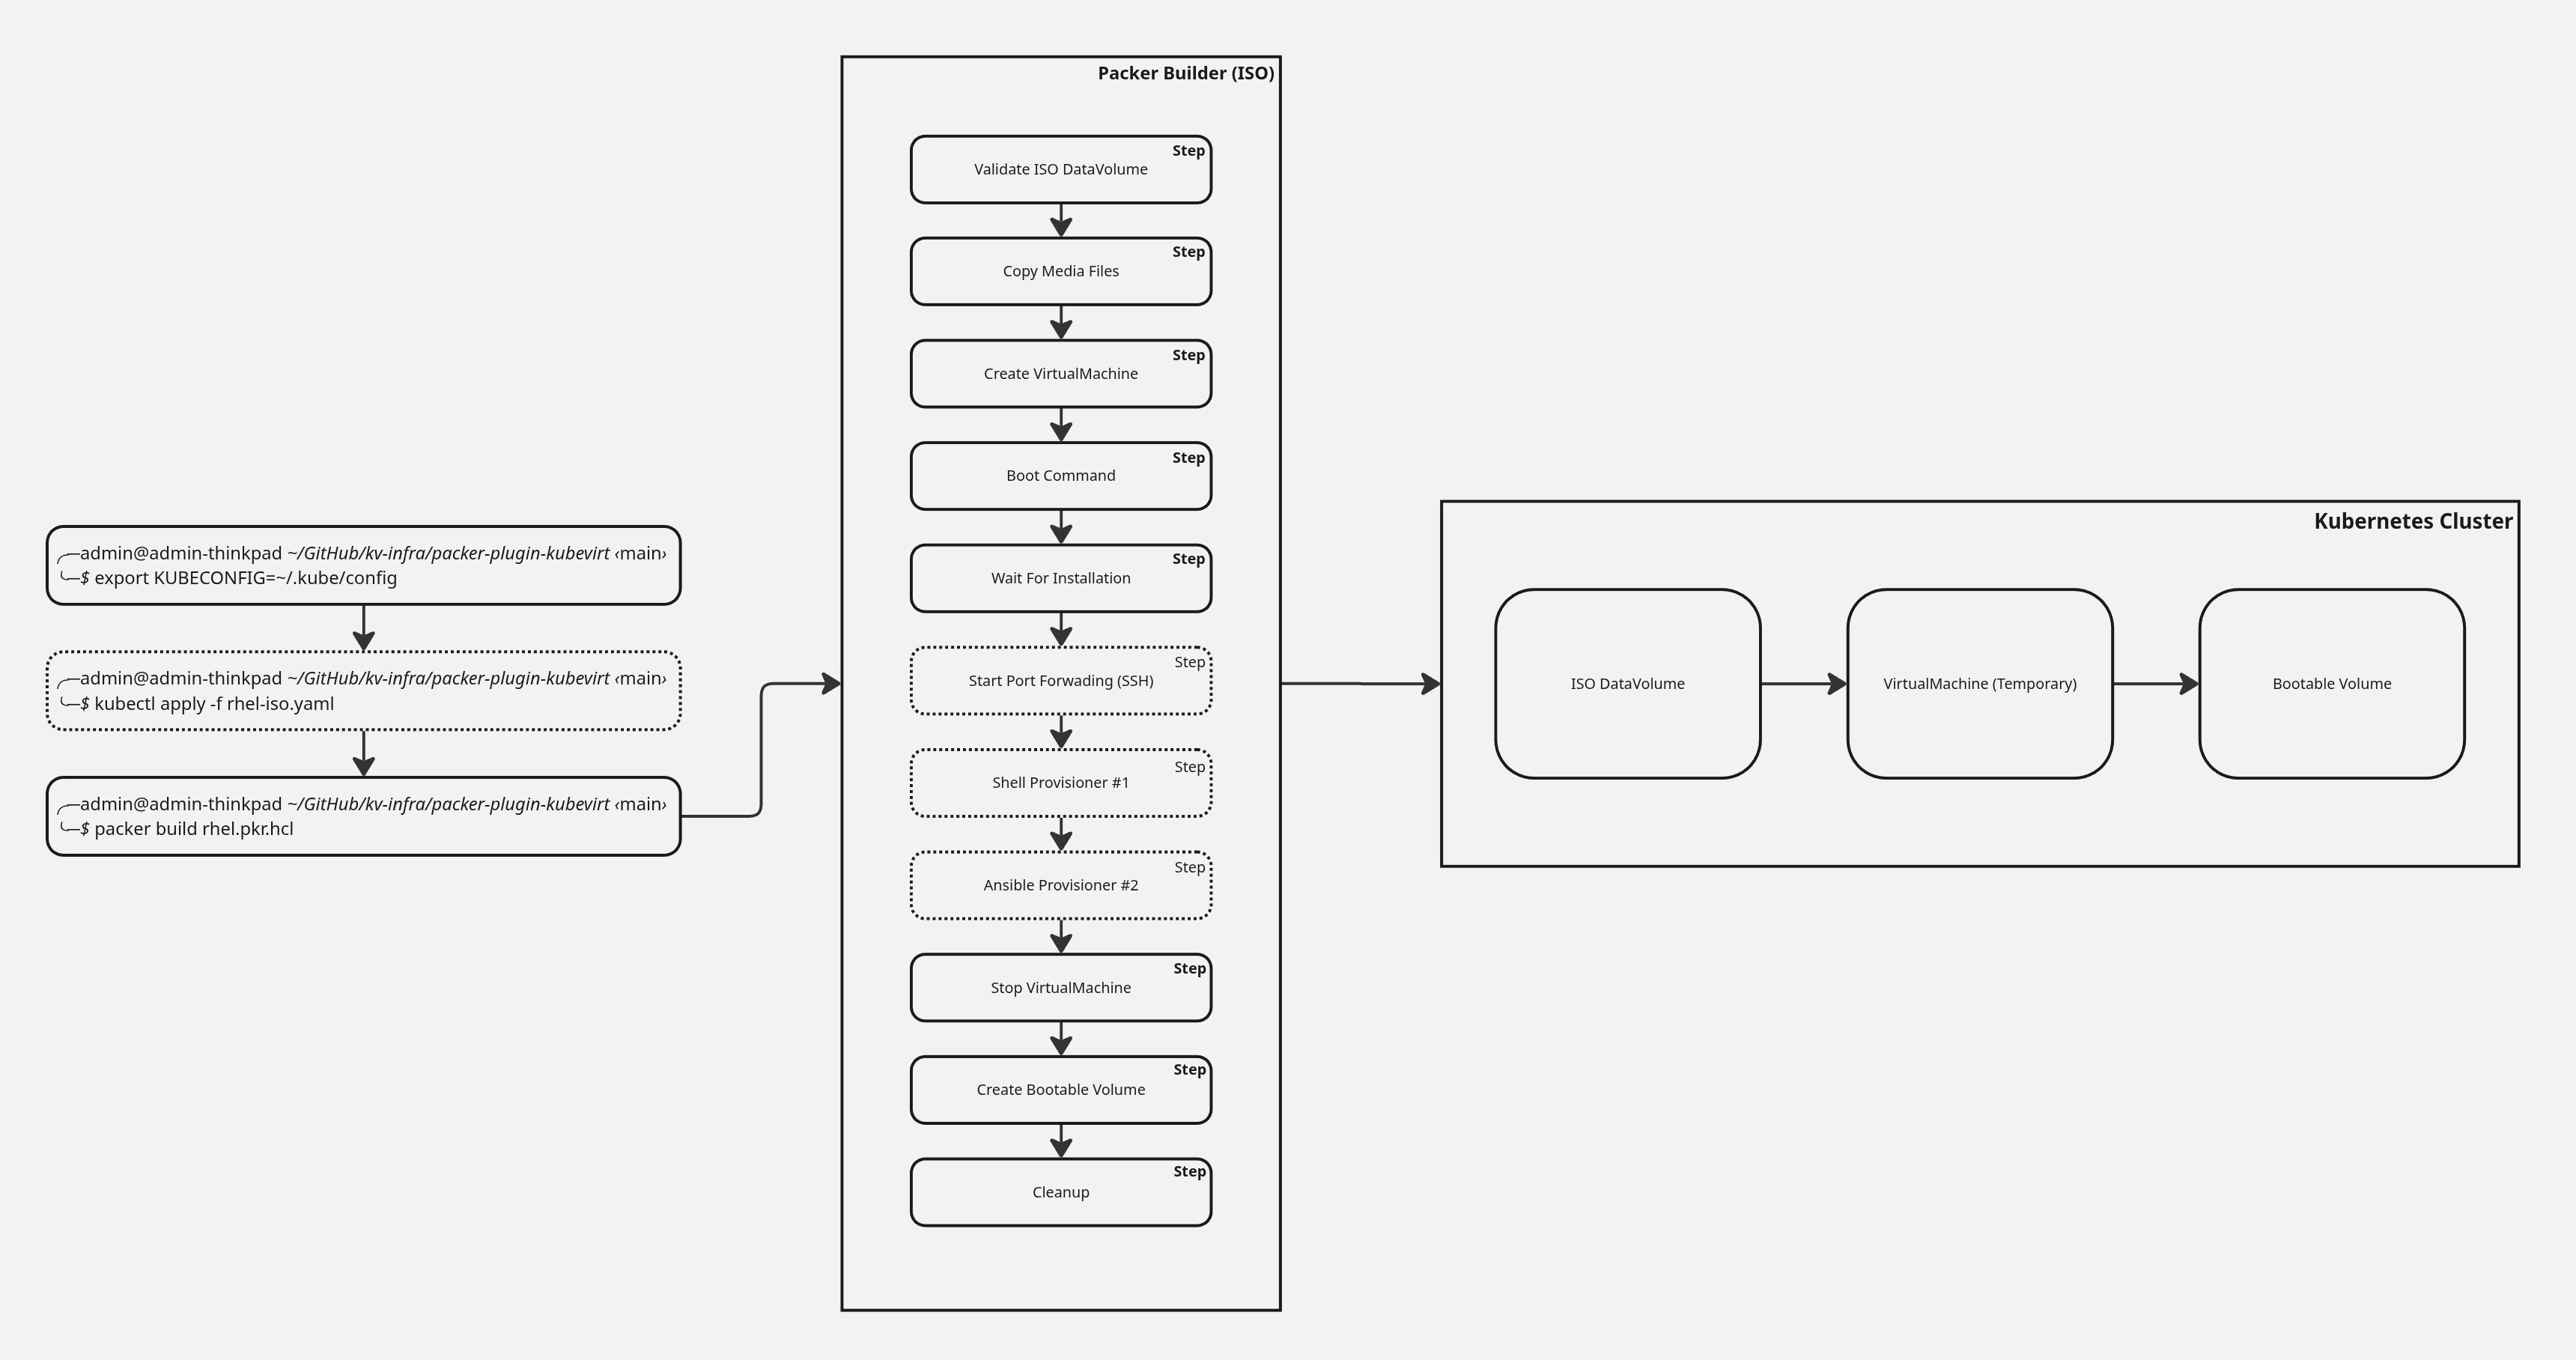 ╭─admin@admin-thinkpad ~/GitHub/kv-infra/packer-plugin-kubevirt ‹main›
╰─$ export KUBECONFIG=~/.kube/config
╭─admin@admin-thinkpad ~/GitHub/kv-infra/packer-plugin-kubevirt ‹main›
╰─$ kubectl apply -f rhel-iso.yaml
╭─admin@admin-thinkpad ~/GitHub/kv-infra/packer-plugin-kubevirt ‹main›
╰─$ packer build rhel.pkr.hcl
Packer Builder (ISO)
Step
Validate ISO DataVolume
Step
Copy Media Files
Step
Create VirtualMachine
Step
Boot Command
Step
Wait For Installation
Step
Start Port Forwading (SSH)
Step
Shell Provisioner #1
Step
Ansible Provisioner #2
Step
Stop VirtualMachine
Step
Create Bootable Volume
Step
Cleanup
Kubernetes Cluster
ISO DataVolume
VirtualMachine (Temporary)
Bootable Volume